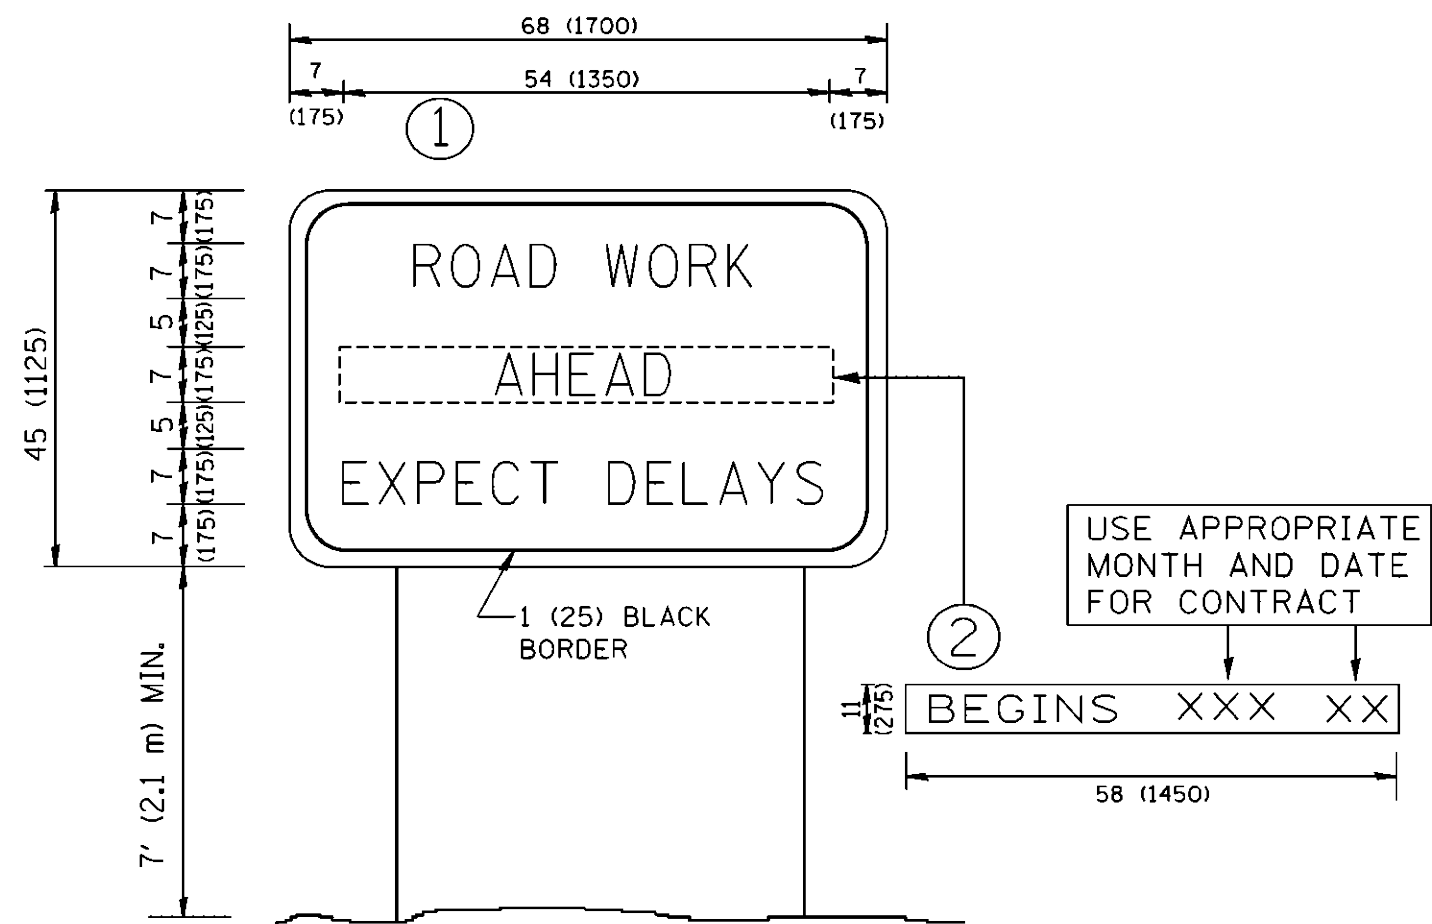 68 (1700)
7
54 (1350)
7
(175)
(175)
1
7
(175)
7
(175)
5
(125)
7
(175)
5
(125)
7
(175)
7
(175)
45 (1125)
ROAD WORK
AHEAD
EXPECT DELAYS
1 (25) BLACK
BORDER
7' (2.1 m) MIN.
USE APPROPRIATE
MONTH AND DATE
FOR CONTRACT
2
11
(275)
BEGINS XXX XX
58 (1450)